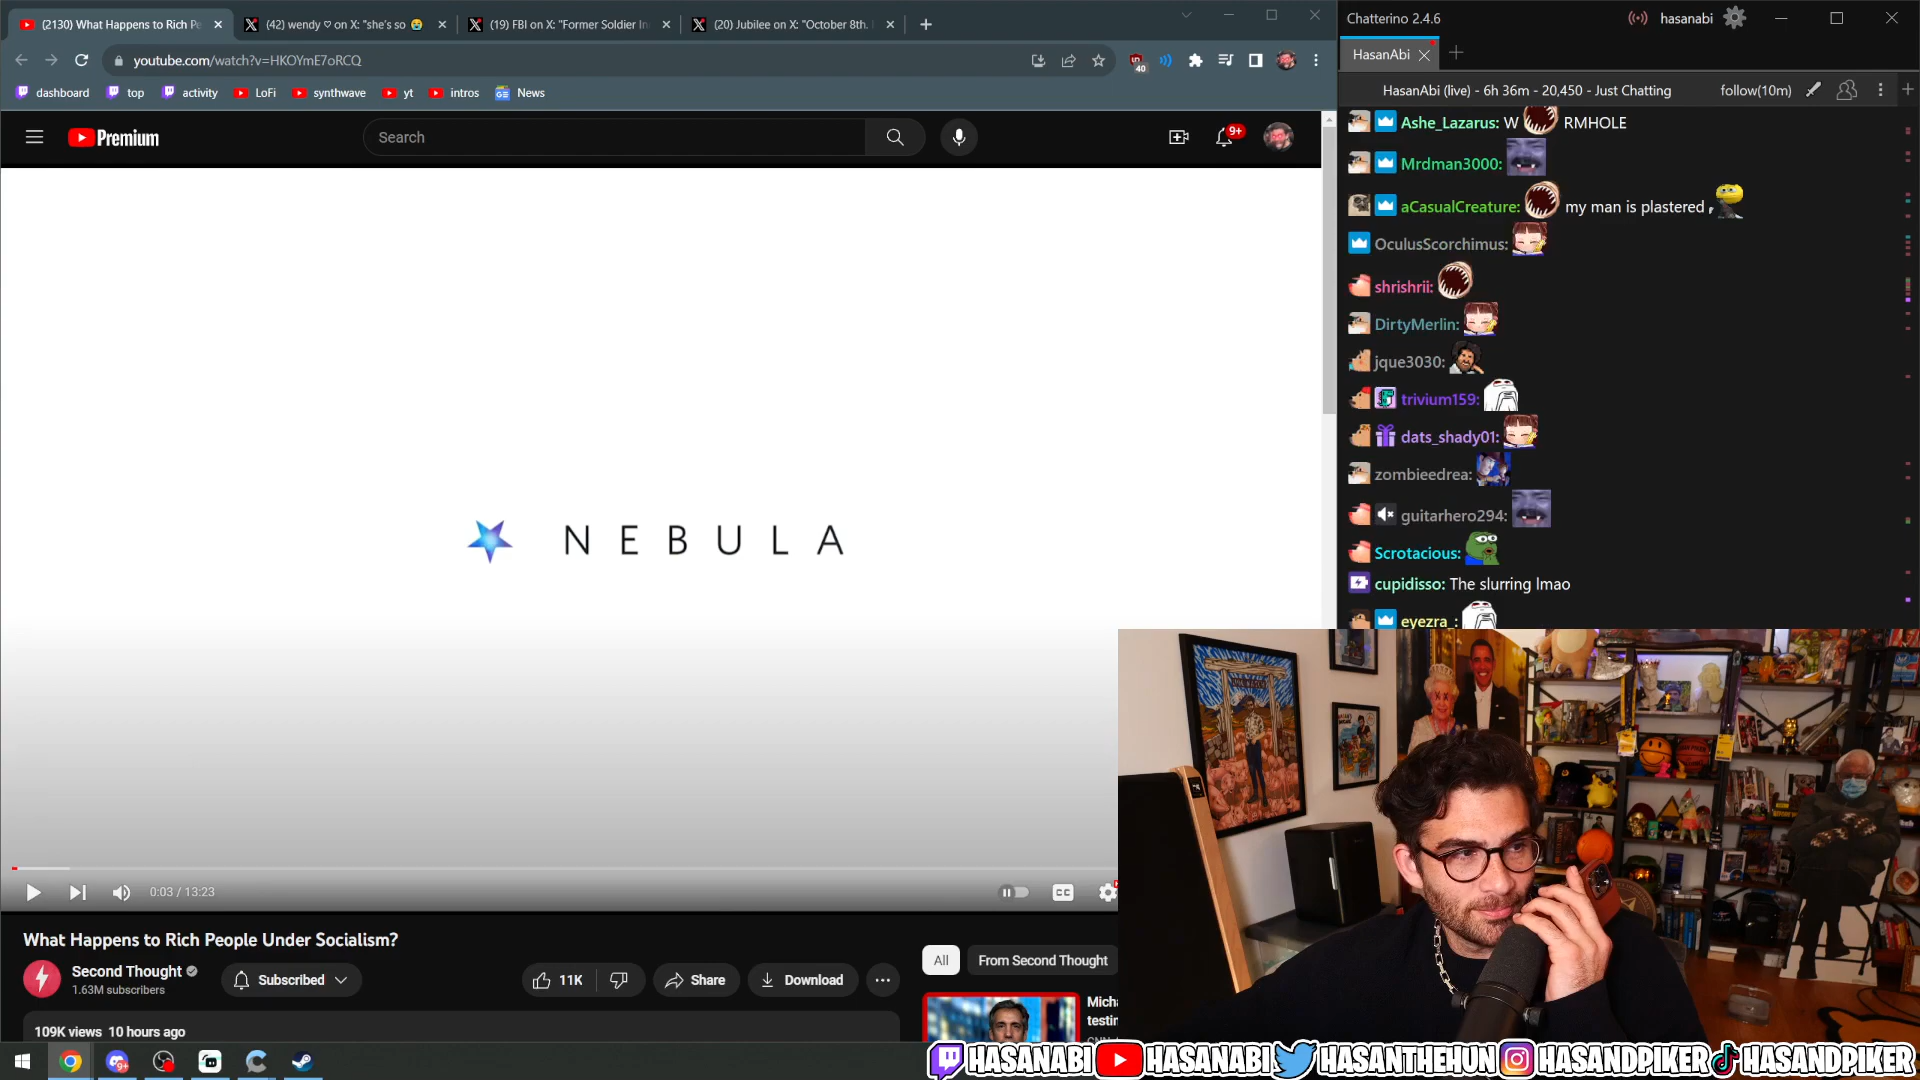 (2130) What Happens to Rich Pe
(42) wendy ♡ on X: "she's so 😭
(19) FBI on X: "Former Soldier In
(20) Jubilee on X: "October 8th.
youtube.com/watch?v=HKOYmE7oRCQ
40
dashboard
top
activity
LoFi
synthwave
yt
intros
News
Premium
Search
9+
NEBULA
0:03 / 13:23
CC
What Happens to Rich People Under Socialism?
Second Thought
1.63M subscribers
Subscribed
11K
Share
Download
109K views 10 hours ago
All
From Second Thought
Micha
testin
Chatterino 2.4.6
hasanabi
HasanAbi
HasanAbi (live) - 6h 36m - 20,450 - Just Chatting
follow(10m)
Ashe_Lazarus: W RMHOLE
Mrdman3000:
aCasualCreature: my man is plastered ,
OculusScorchimus:
shrishrii:
DirtyMerlin:
jque3030:
trivium159:
dats_shady01:
zombieedrea:
guitarhero294:
Scrotacious:
cupidisso: The slurring lmao
eyezra_:
HASANABI
HASANABI
HASANTHEHUN
HASANDPIKER
HASANDPIKER